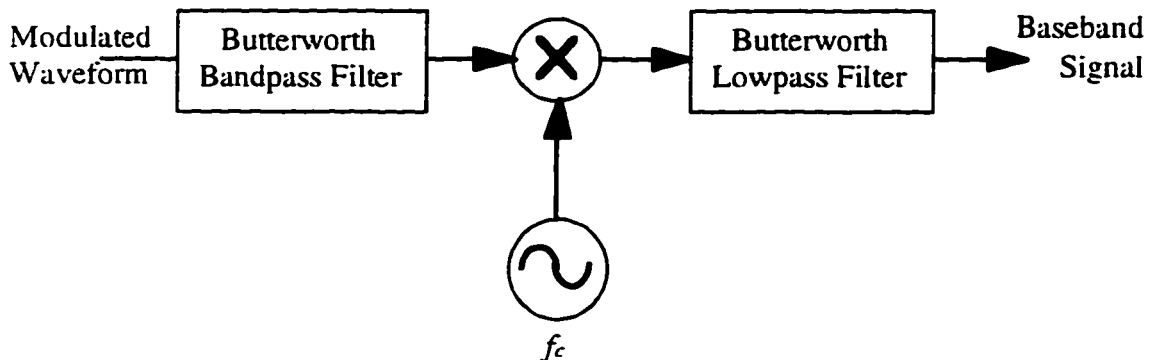 Modulated
Waveform
Butterworth
Bandpass Filter
Butterworth
Lowpass Filter
Baseband
Signal
fc